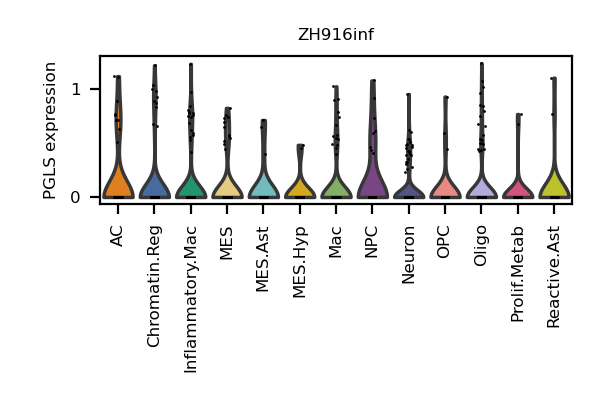 ZH916inf
PGLS expression
1
0
AC
Chromatin.Reg
Inflammatory.Mac
MES
MES.Ast
MES.Hyp
Mac
NPC
Neuron
OPC
Oligo
Prolif.Metab
Reactive.Ast